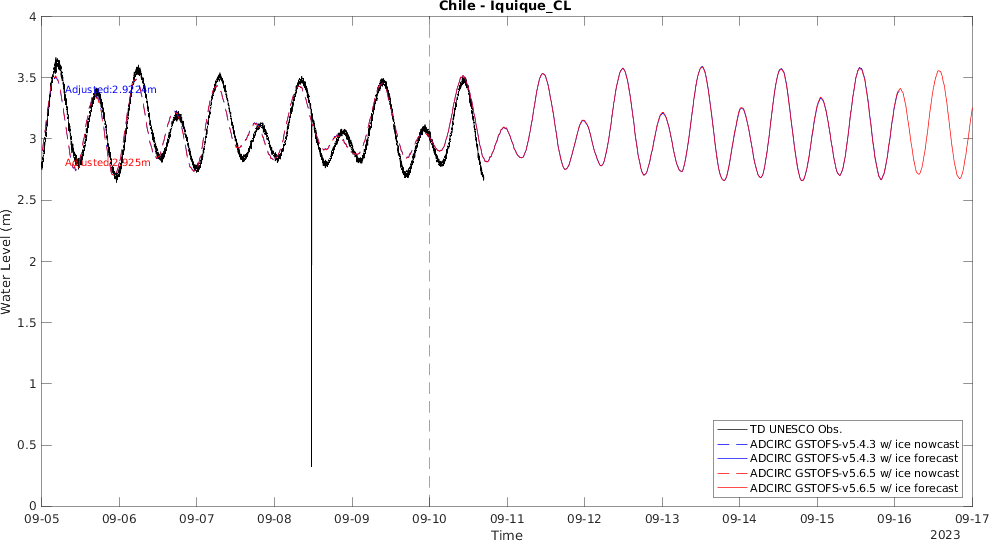 Chile - Iquique_CL
4
3.5
3
2.5
2
1.5
1
0.5
0
Water Level (m)
Adjusted:2.9224m
Adjusted:2.925m
TD UNESCO Obs.
ADCIRC GSTOFS-v5.4.3 w/ ice nowcast
ADCIRC GSTOFS-v5.4.3 w/ ice forecast
ADCIRC GSTOFS-v5.6.5 w/ ice nowcast
ADCIRC GSTOFS-v5.6.5 w/ ice forecast
09-05 09-06 09-07 09-08 09-09 09-10 09-11 09-12 09-13 09-14 09-15 09-16 09-17
Time
2023